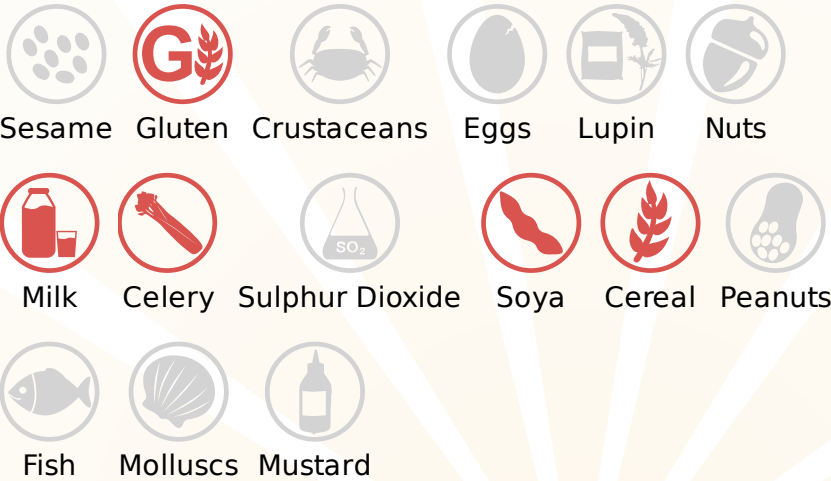 G
Sesame Gluten Crustaceans Eggs Lupin Nuts
SO₂
Milk Celery Sulphur Dioxide Soya Cereal Peanuts
Fish Molluscs Mustard